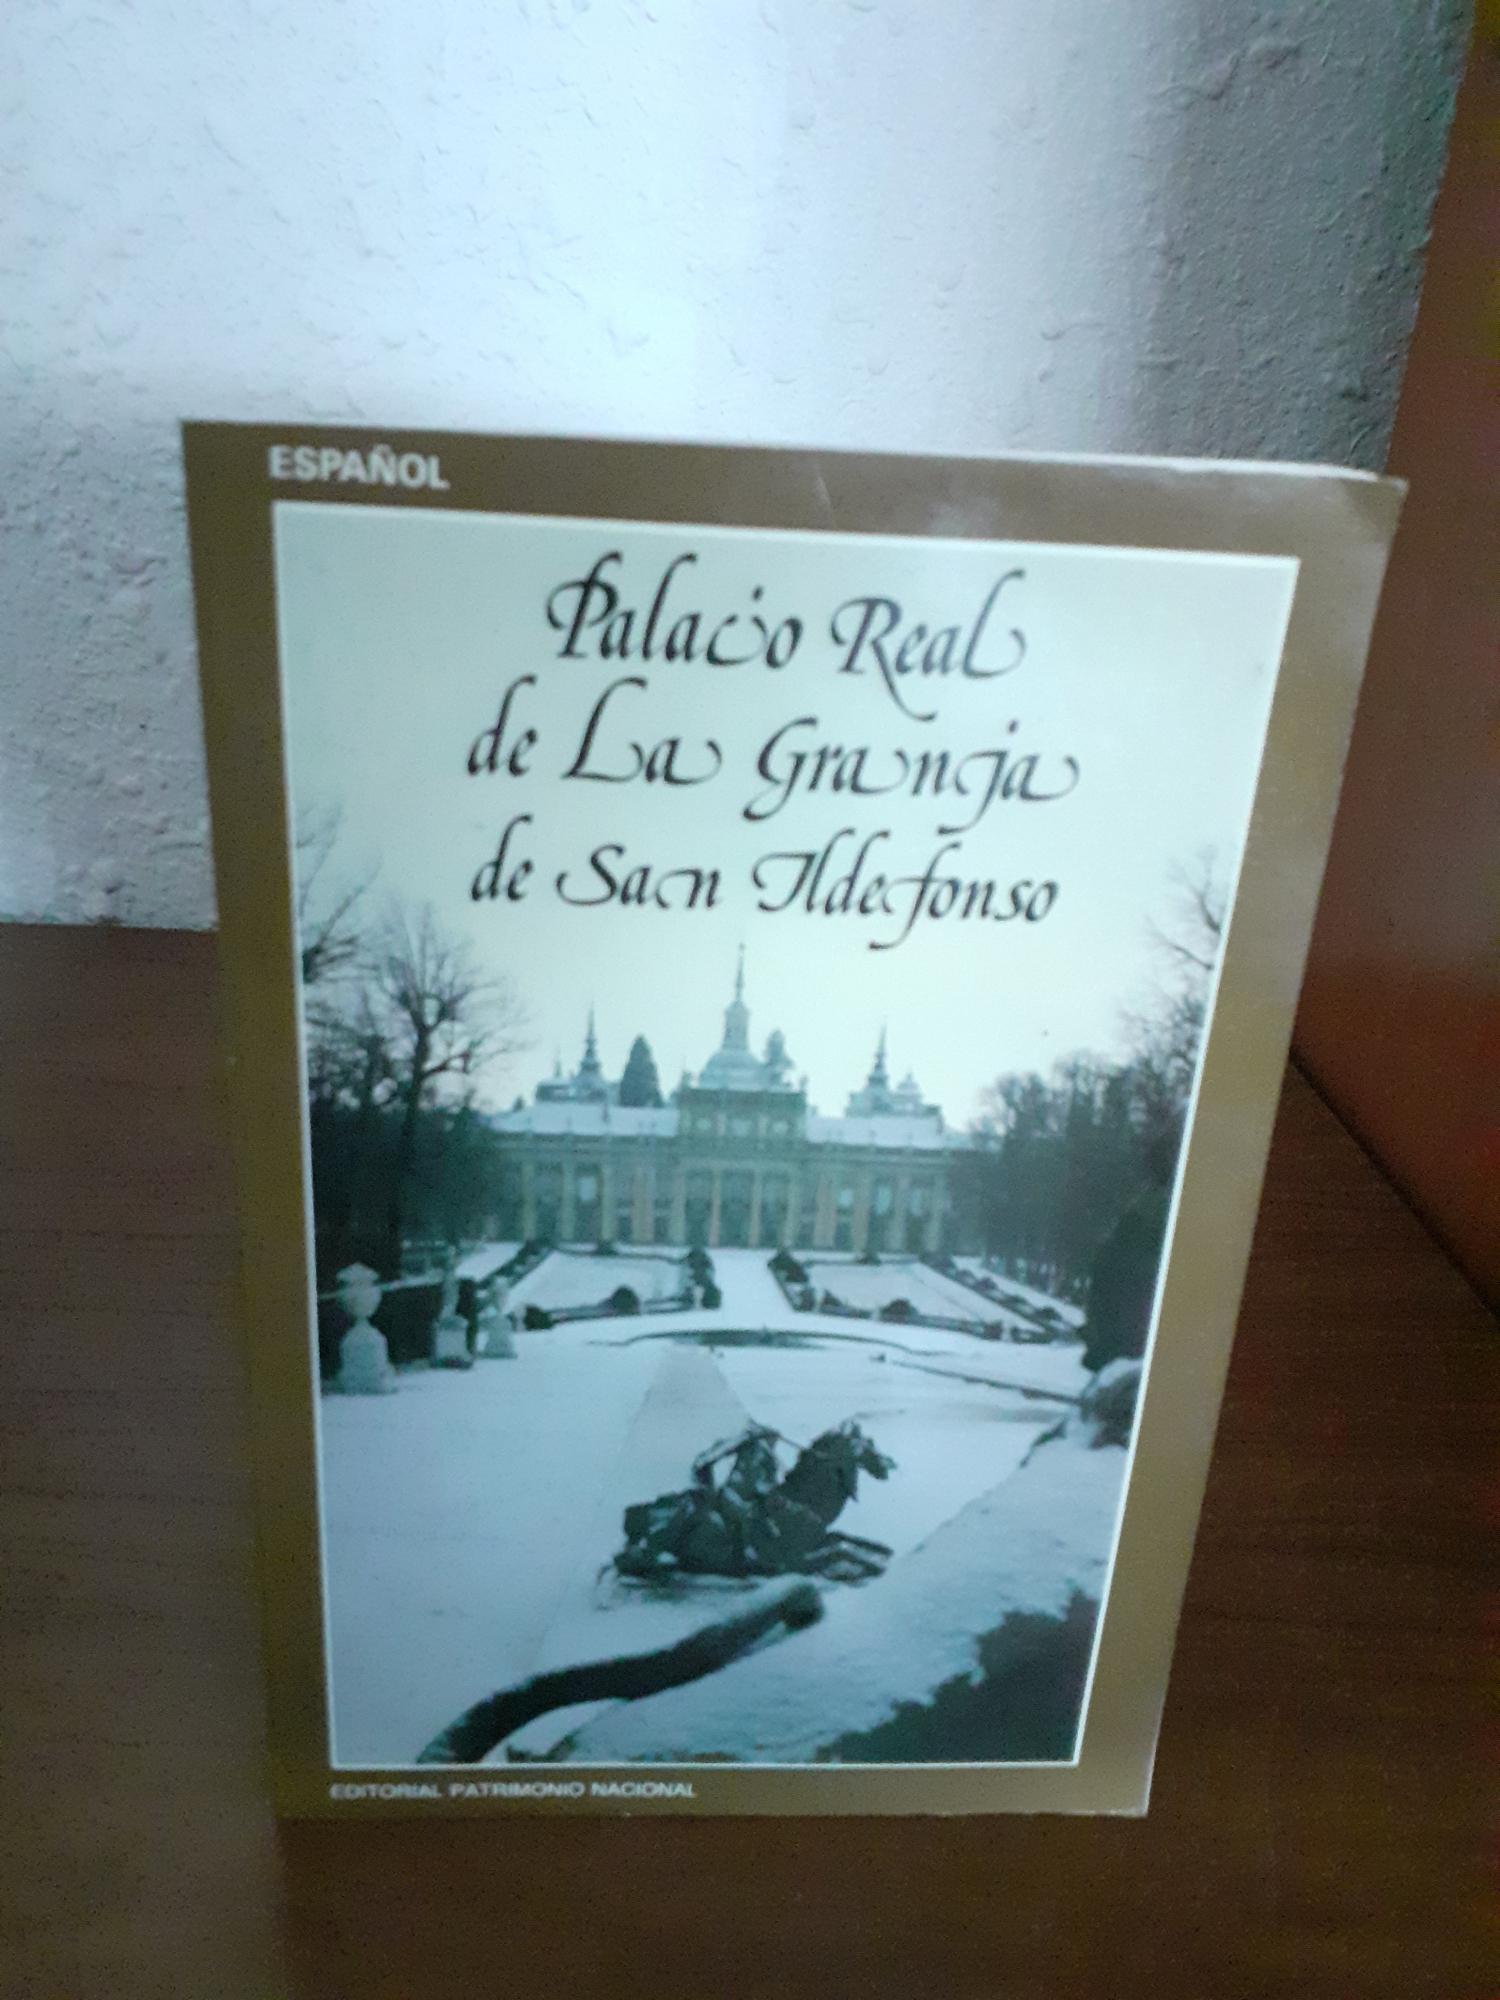 ESPAÑOL
Palacio Real
de La Granja
de San Ildefonso
EDITORIAL PATRIMONIO NACIONAL